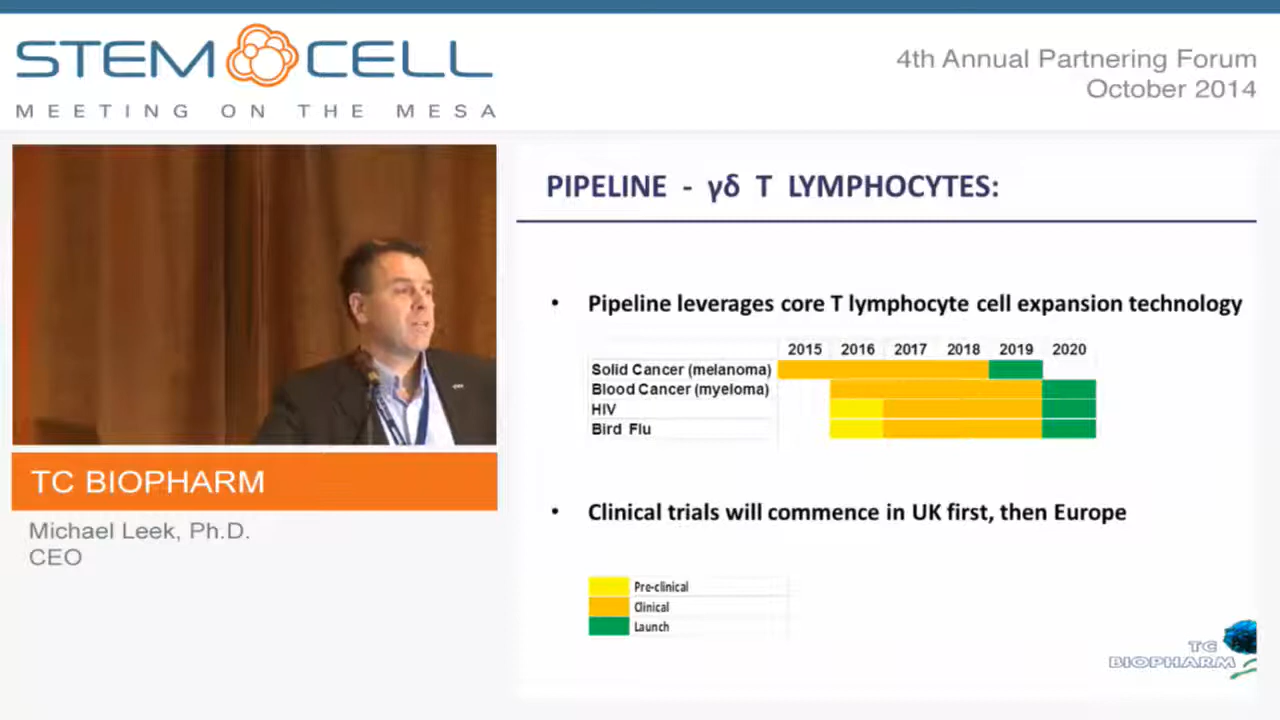 STEM CELL
MEETING ON THE MESA
4th Annual Partnering Forum
October 2014
TC BIOPHARM
Michael Leek, Ph.D.
CEO
PIPELINE - γδ T LYMPHOCYTES:
• Pipeline leverages core T lymphocyte cell expansion technology
2015 2016 2017 2018 2019 2020
Solid Cancer (melanoma)
Blood Cancer (myeloma)
HIV
Bird Flu
• Clinical trials will commence in UK first, then Europe
Pre-clinical
Clinical
Launch
TC
BIOPHARM